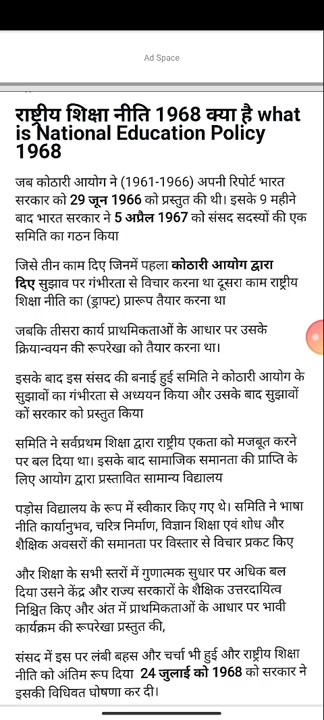 Ad Space
राष्ट्रीय शिक्षा नीति 1968 क्या है what
is National Education Policy
1968
जब कोठारी आयोग ने (1961-1966) अपनी रिपोर्ट भारत
सरकार को 29 जून 1966 को प्रस्तुत की थी। इसके 9 महीने
बाद भारत सरकार ने 5 अप्रैल 1967 को संसद सदस्यों की एक
समिति का गठन किया
जिसे तीन काम दिए जिनमें पहला कोठारी आयोग द्वारा
दिए सुझाव पर गंभीरता से विचार करना था दूसरा काम राष्ट्रीय
शिक्षा नीति का (ड्राफ्ट) प्रारूप तैयार करना था
जबकि तीसरा कार्य प्राथमिकताओं के आधार पर उसके
क्रियान्वयन की रूपरेखा को तैयार करना था।
इसके बाद इस संसद की बनाई हुई समिति ने कोठारी आयोग के
सुझावों का गंभीरता से अध्ययन किया और उसके बाद सुझावों
कों सरकार को प्रस्तुत किया
समिति ने सर्वप्रथम शिक्षा द्वारा राष्ट्रीय एकता को मजबूत करने
पर बल दिया था। इसके बाद सामाजिक समानता की प्राप्ति के
लिए आयोग द्वारा प्रस्तावित सामान्य विद्यालय
पड़ोस विद्यालय के रूप में स्वीकार किए गए थे। समिति ने भाषा
नीति कार्यानुभव, चरित्र निर्माण, विज्ञान शिक्षा एवं शोध और
शैक्षिक अवसरों की समानता पर विस्तार से विचार प्रकट किए
और शिक्षा के सभी स्तरों में गुणात्मक सुधार पर अधिक बल
दिया उसने केंद्र और राज्य सरकारों के शैक्षिक उत्तरदायित्व
निश्चित किए और अंत में प्राथमिकताओं के आधार पर भावी
कार्यक्रम की रूपरेखा प्रस्तुत की,
संसद में इस पर लंबी बहस और चर्चा भी हुई और राष्ट्रीय शिक्षा
नीति को अंतिम रूप दिया 24 जुलाई को 1968 को सरकार ने
इसकी विधिवत घोषणा कर दी।